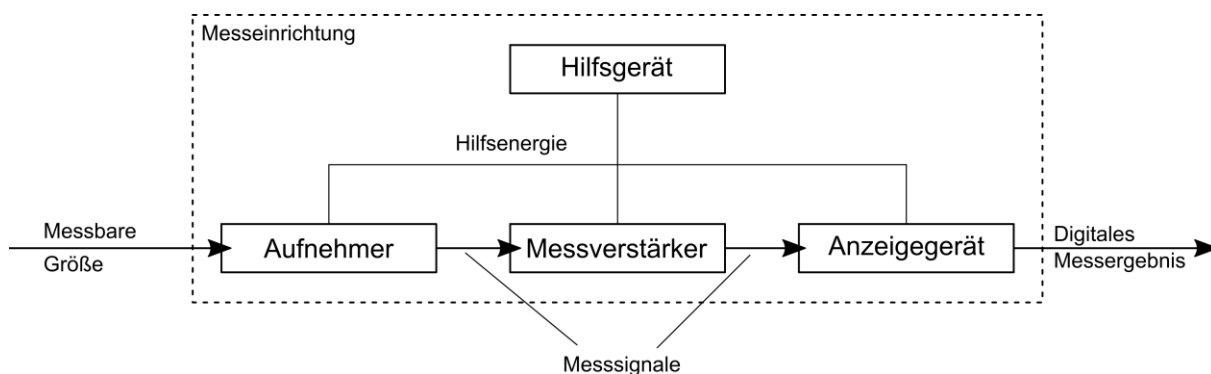 Messeinrichtung
Hilfsgerät
Hilfsenergie
Messbare
Größe
Aufnehmer
Messverstärker
Anzeigegerät
Digitales
Messergebnis
Messsignale